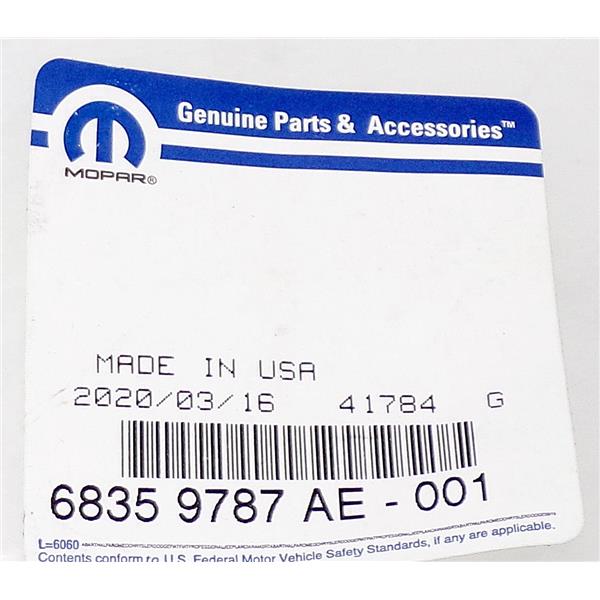 Genuine Parts & Accessories™
MOPAR®
MADE IN USA
2020/03/16 41784 G
6835 9787 AE - 001
L=6060
Contents conform to U.S. Federal Motor Vehicle Safety Standards, if any are applicable.